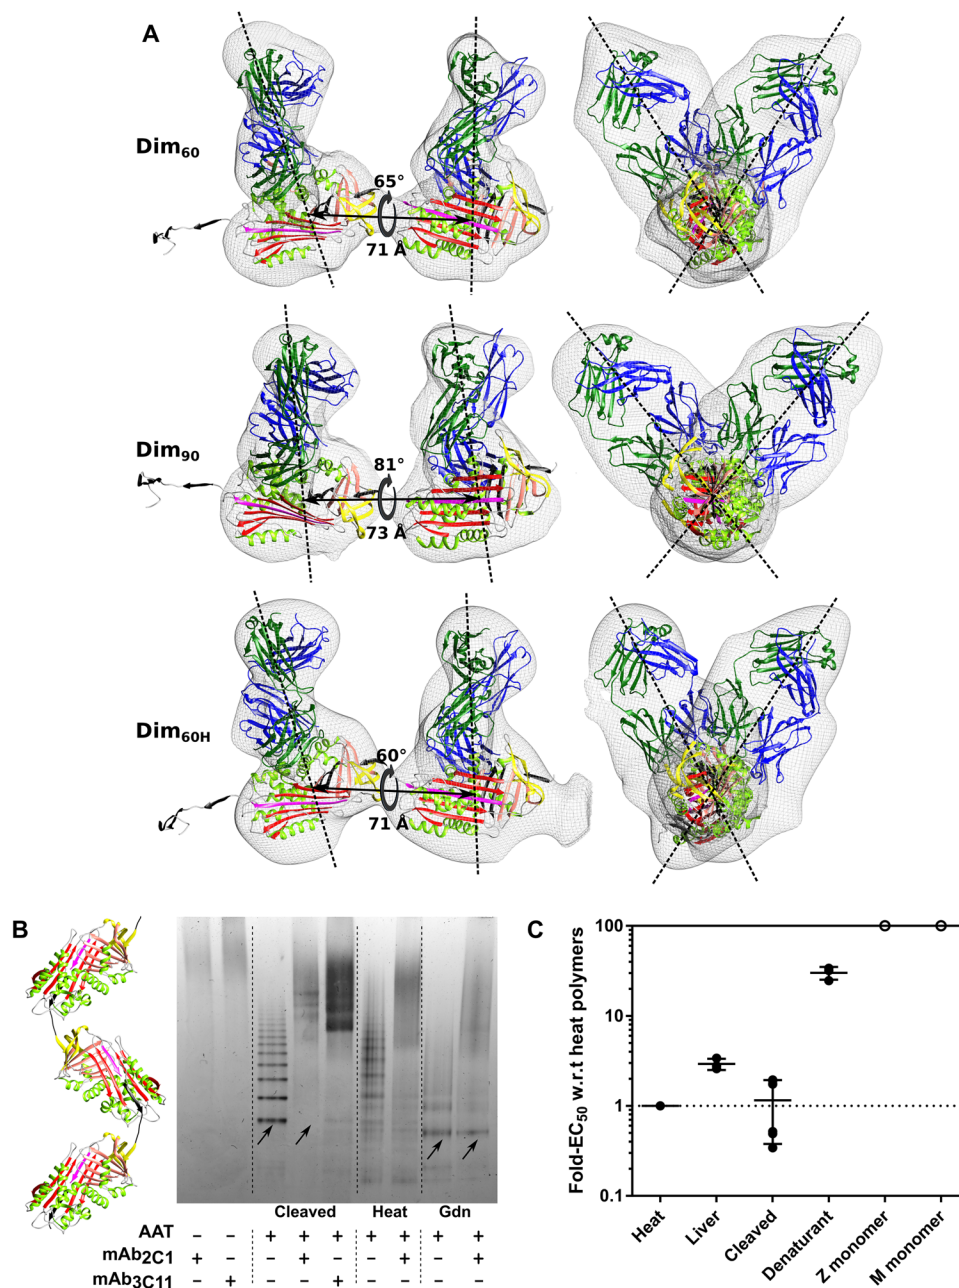 A
Dim60
65°
71 Å
Dim90
81°
73 Å
Dim60H
60°
71 Å
B
Cleaved Heat Gdn
AAT – – + + + + + + +
mAb2C1 + – – + – – + – +
mAb3C11 – + – – + – – – –
C
Fold-EC50 w.r.t heat polymers
100
10
1
0.1
Heat
Liver
Cleaved
Denaturant
Z monomer
M monomer